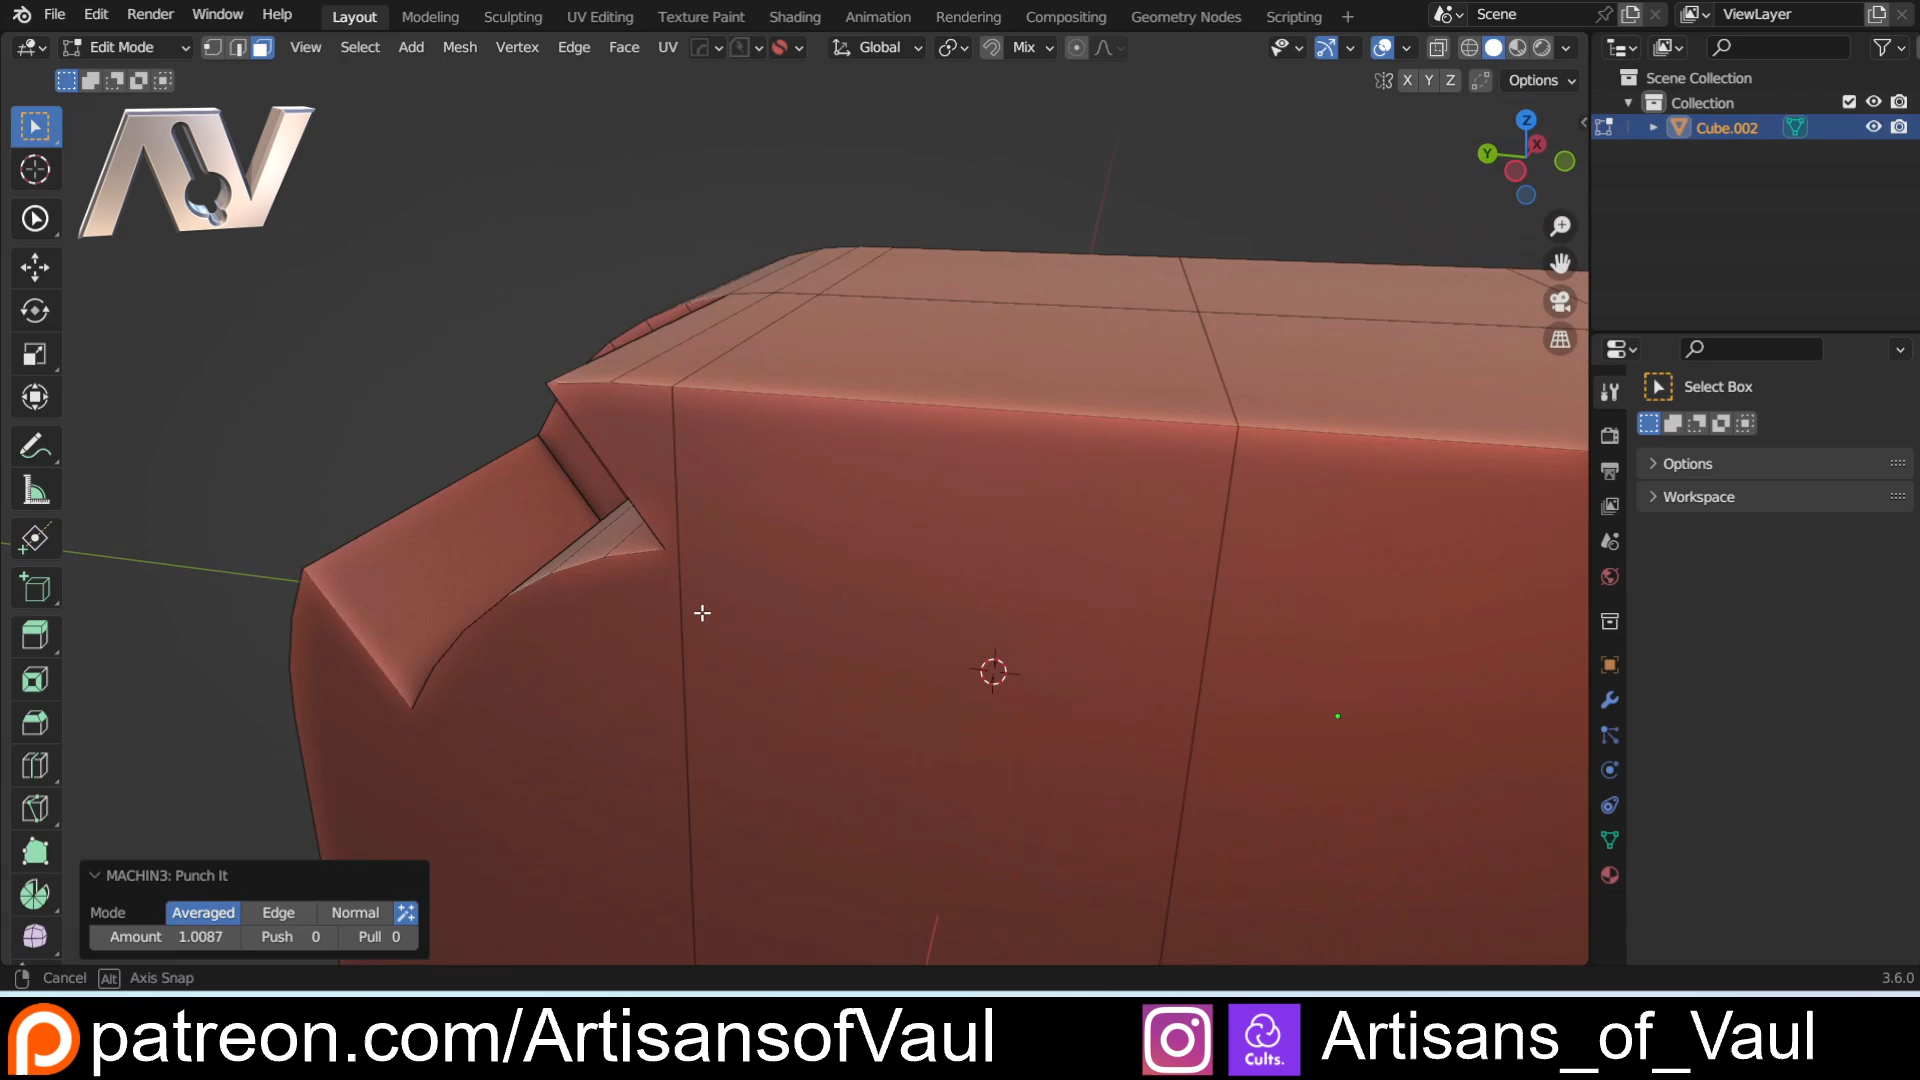 File Edit Render Window Help Layout Modeling Sculpting UV Editing Texture Paint Shading Animation Rendering Compositing Geometry Nodes Scripting + Scene ViewLayer
Edit Mode View Select Add Mesh Vertex Edge Face UV Global Mix
X Y Z Options
Scene Collection
Collection
Cube.002
AV
Z
X
Y
Select Box
Options
Workspace
MACHIN3: Punch It
Mode Averaged Edge Normal
Amount 1.0087 Push 0 Pull 0
Cancel Alt Axis Snap 3.6.0
patreon.com/ArtisansofVaul Cults. Artisans_of_Vaul